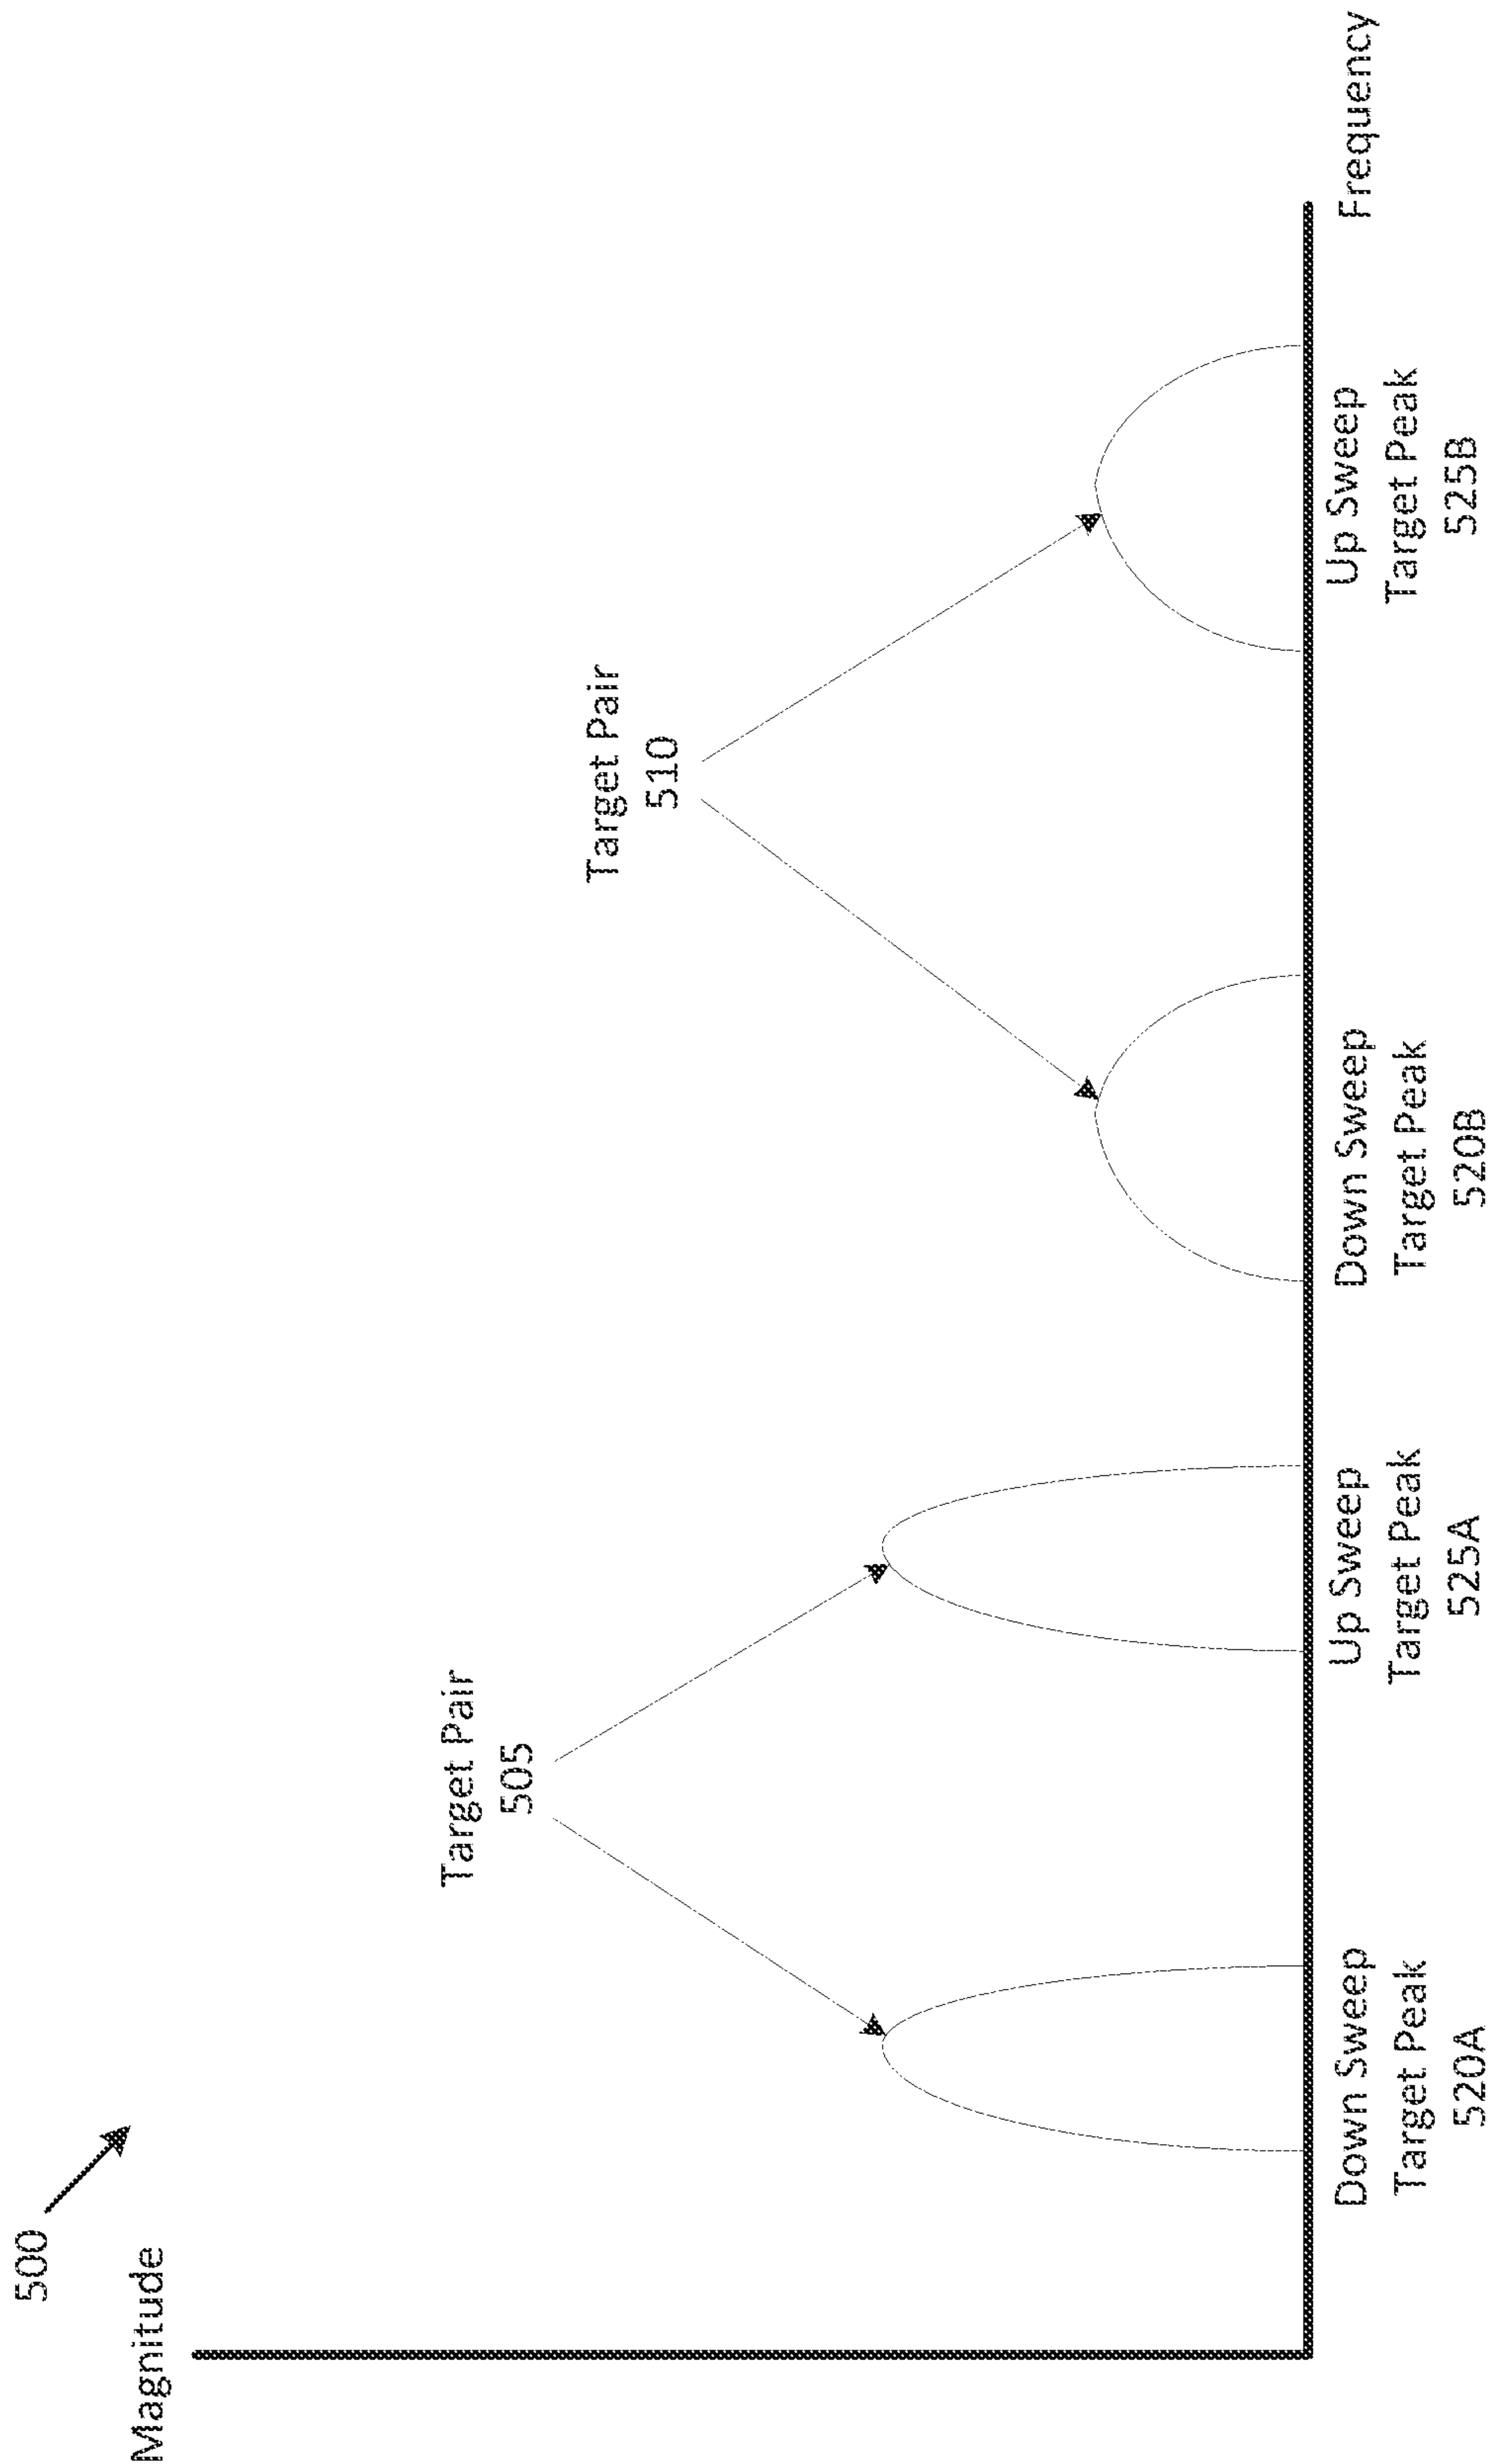 500
Magnitude
Target Pair
505
Target Pair
510
Down Sweep
Target Peak
520A
Up Sweep
Target Peak
525A
Down Sweep
Target Peak
520B
Up Sweep
Target Peak
525B
Frequency